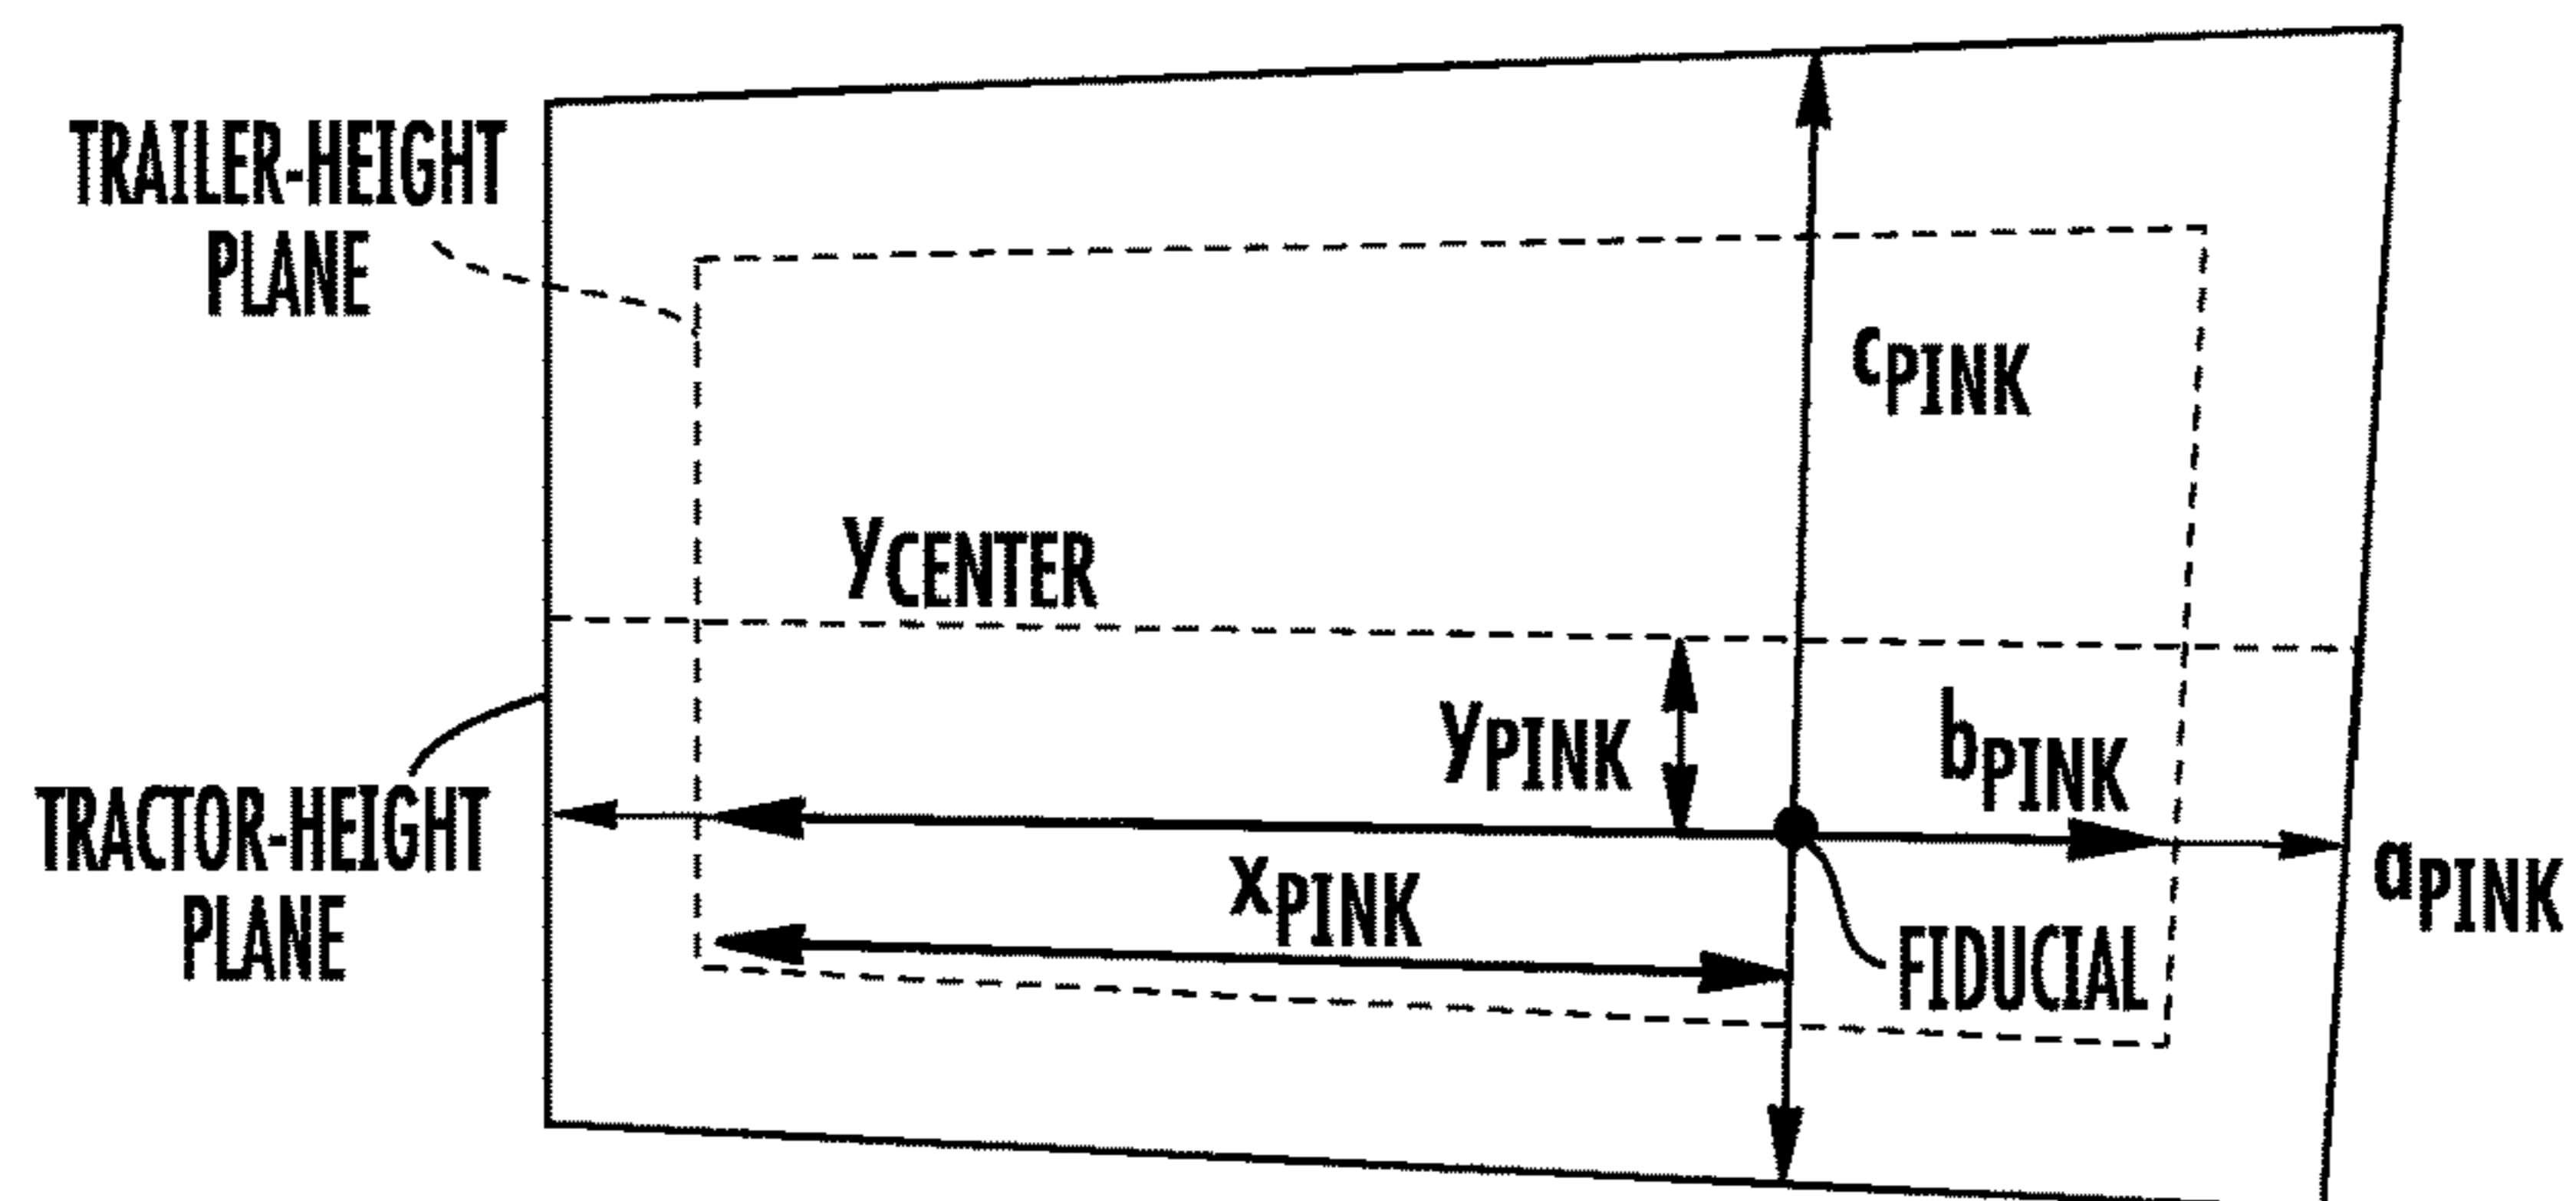 TRAILER-HEIGHT
PLANE
cPINK
yCENTER
yPINK
bPINK
TRACTOR-HEIGHT
PLANE
xPINK
aPINK
FIDUCIAL